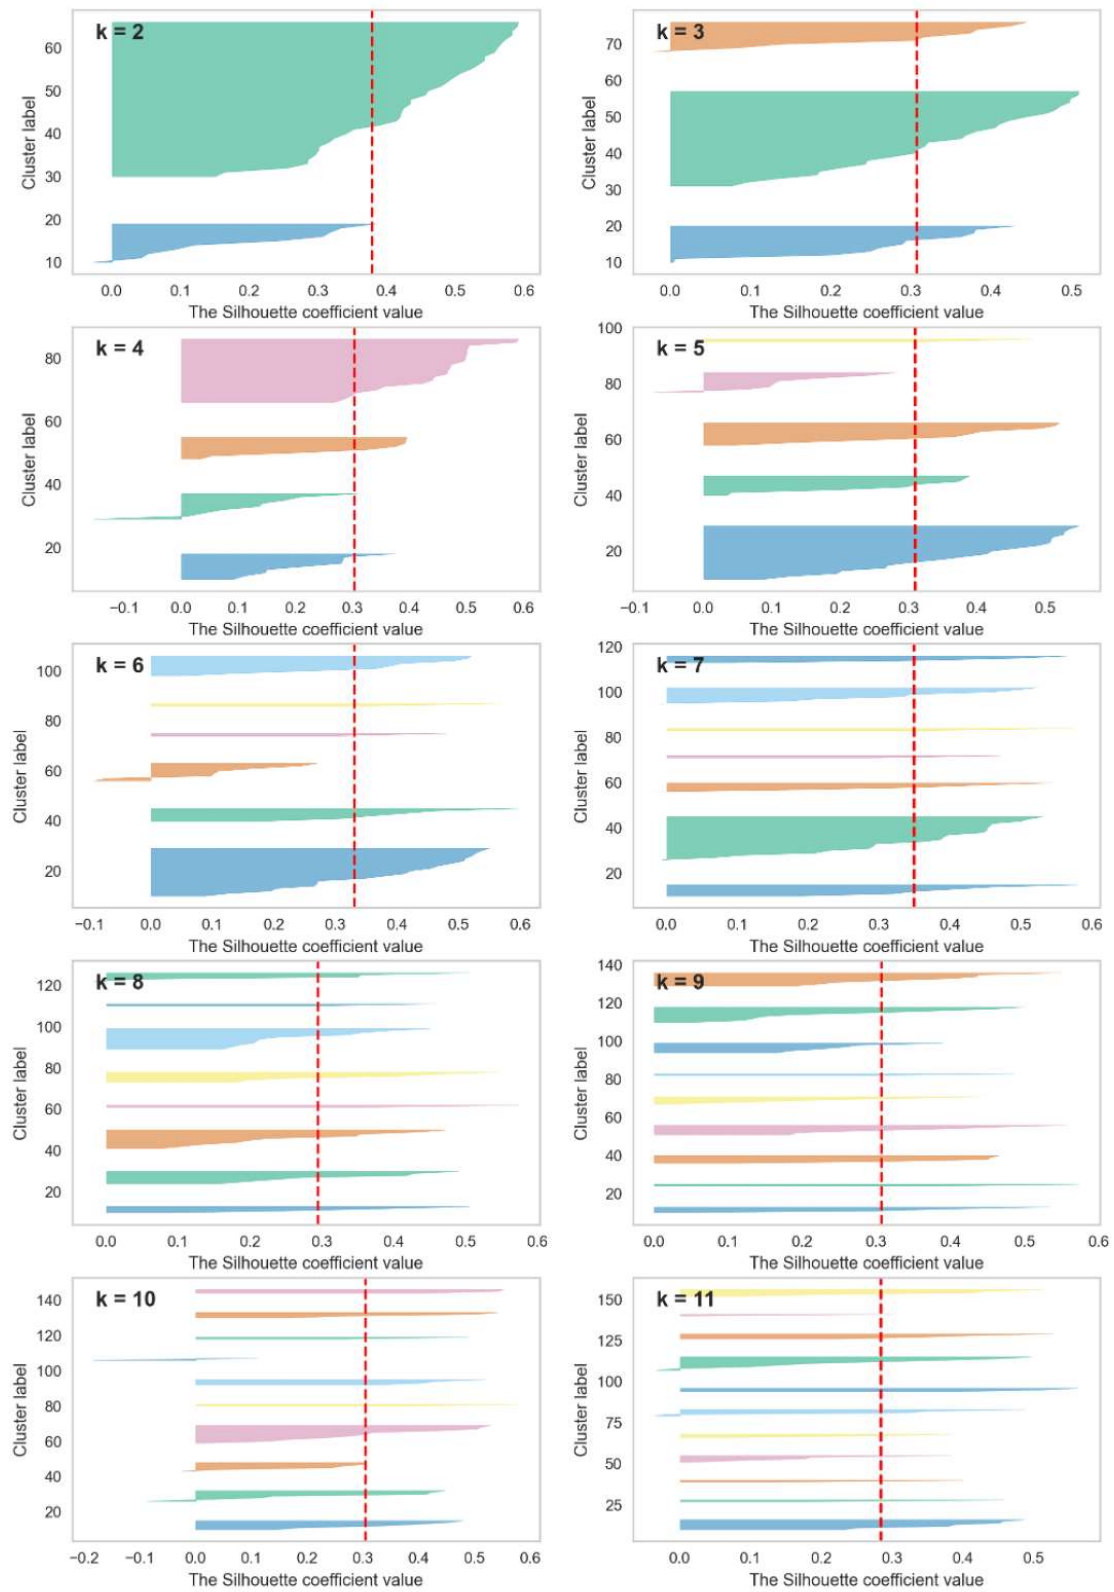 k = 2
60
50
40
30
20
10
Cluster label
0.0 0.1 0.2 0.3 0.4 0.5 0.6
The Silhouette coefficient value
k = 3
70
60
50
40
30
20
10
Cluster label
0.0 0.1 0.2 0.3 0.4 0.5
The Silhouette coefficient value
k = 4
80
60
40
20
Cluster label
−0.1 0.0 0.1 0.2 0.3 0.4 0.5 0.6
The Silhouette coefficient value
k = 5
100
80
60
40
20
Cluster label
−0.1 0.0 0.1 0.2 0.3 0.4 0.5
The Silhouette coefficient value
k = 6
100
80
60
40
20
Cluster label
−0.1 0.0 0.1 0.2 0.3 0.4 0.5 0.6
The Silhouette coefficient value
k = 7
120
100
80
60
40
20
Cluster label
0.0 0.1 0.2 0.3 0.4 0.5 0.6
The Silhouette coefficient value
k = 8
120
100
80
60
40
20
Cluster label
0.0 0.1 0.2 0.3 0.4 0.5 0.6
The Silhouette coefficient value
k = 9
140
120
100
80
60
40
20
Cluster label
0.0 0.1 0.2 0.3 0.4 0.5 0.6
The Silhouette coefficient value
k = 10
140
120
100
80
60
40
20
Cluster label
−0.2 −0.1 0.0 0.1 0.2 0.3 0.4 0.5 0.6
The Silhouette coefficient value
k = 11
150
125
100
75
50
25
Cluster label
0.0 0.1 0.2 0.3 0.4 0.5
The Silhouette coefficient value